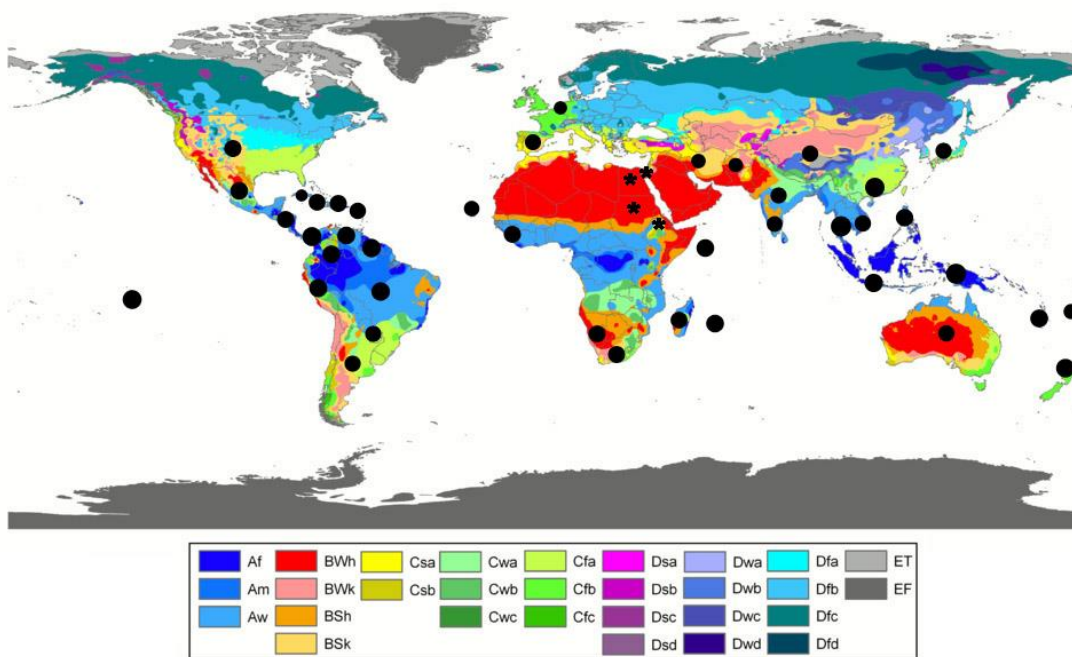 Af BWh Csa Cwa Cfa Dsa Dwa Dfa ET
Am BWk Csb Cwb Cfb Dsb Dwb Dfb EF
Aw BSh Cwc Cfc Dsc Dwc Dfc
BSk Dsd Dwd Dfd